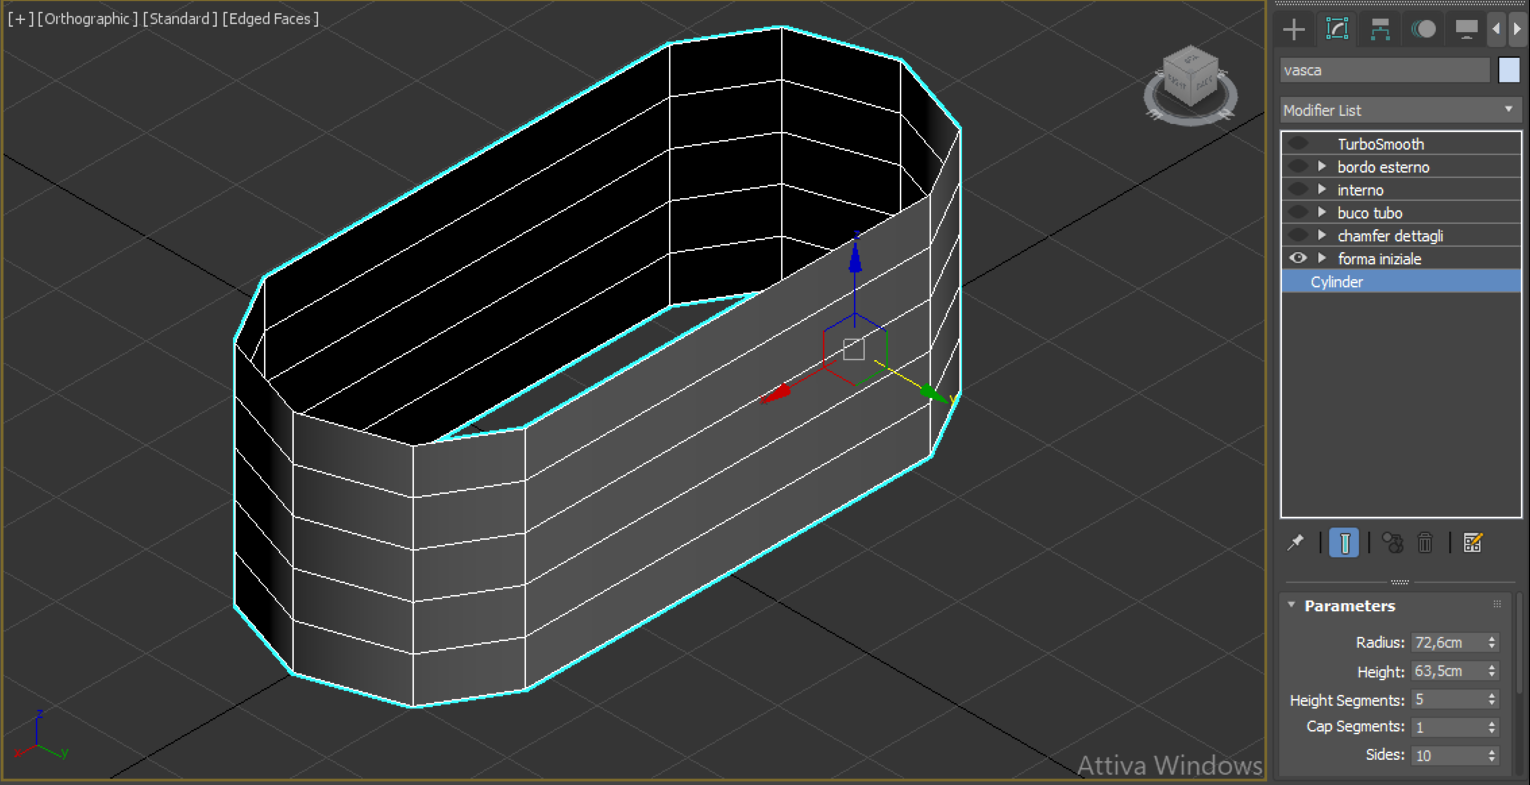 [+] [Orthographic] [Standard] [Edged Faces]
vasca
Modifier List
TurboSmooth
bordo esterno
interno
buco tubo
chamfer dettagli
forma iniziale
Cylinder
Parameters
Radius: 72,6cm
Height: 63,5cm
Height Segments: 5
Cap Segments: 1
Sides: 10
z
y
z
y
Attiva Windows